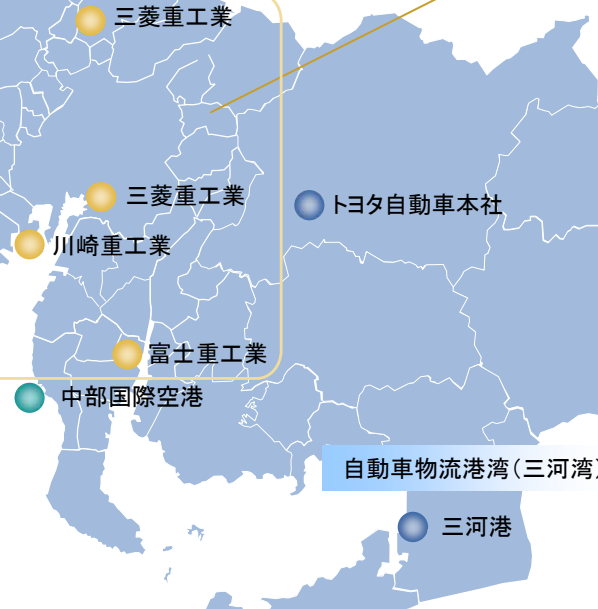 三菱重工業
三菱重工業
トヨタ自動車本社
川崎重工業
富士重工業
中部国際空港
自動車物流港湾（三河湾）
三河港